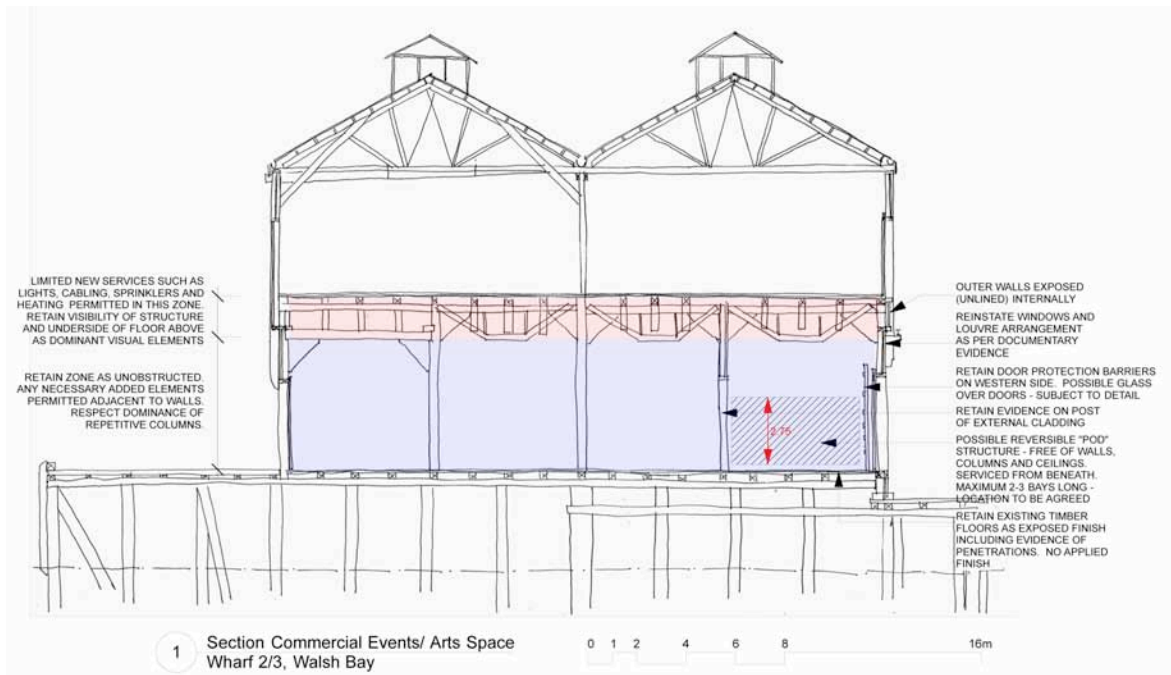 LIMITED NEW SERVICES SUCH AS
LIGHTS, CABLING, SPRINKLERS AND
HEATING PERMITTED IN THIS ZONE.
RETAIN VISIBILITY OF STRUCTURE
AND UNDERSIDE OF FLOOR ABOVE
AS DOMINANT VISUAL ELEMENTS
RETAIN ZONE AS UNOBSTRUCTED.
ANY NECESSARY ADDED ELEMENTS
PERMITTED ADJACENT TO WALLS.
RESPECT DOMINANCE OF
REPETITIVE COLUMNS.
2.75
OUTER WALLS EXPOSED
(UNLINED) INTERNALLY
REINSTATE WINDOWS AND
LOUVRE ARRANGEMENT
AS PER DOCUMENTARY
EVIDENCE
RETAIN DOOR PROTECTION BARRIERS
ON WESTERN SIDE. POSSIBLE GLASS
OVER DOORS - SUBJECT TO DETAIL
RETAIN EVIDENCE ON POST
OF EXTERNAL CLADDING
POSSIBLE REVERSIBLE "POD"
STRUCTURE - FREE OF WALLS,
COLUMNS AND CEILINGS.
SERVICED FROM BENEATH.
MAXIMUM 2-3 BAYS LONG -
LOCATION TO BE AGREED
RETAIN EXISTING TIMBER
FLOORS AS EXPOSED FINISH
INCLUDING EVIDENCE OF
PENETRATIONS. NO APPLIED
FINISH
1
Section Commercial Events/ Arts Space
Wharf 2/3, Walsh Bay
0 1 2 4 6 8 16m